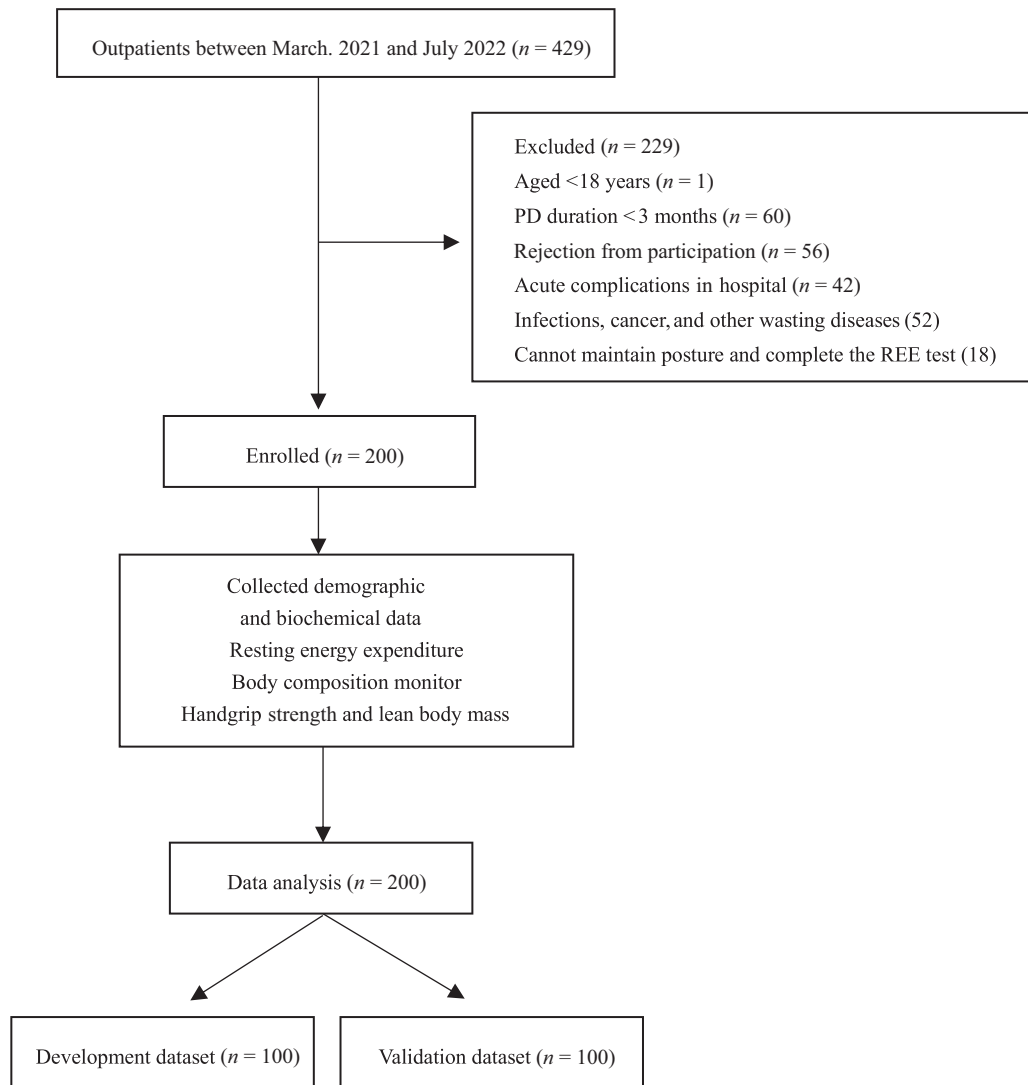 Outpatients between March. 2021 and July 2022 (n = 429)
Excluded (n = 229)
Aged <18 years (n = 1)
PD duration < 3 months (n = 60)
Rejection from participation (n = 56)
Acute complications in hospital (n = 42)
Infections, cancer, and other wasting diseases (52)
Cannot maintain posture and complete the REE test (18)
Enrolled (n = 200)
Collected demographic
and biochemical data
Resting energy expenditure
Body composition monitor
Handgrip strength and lean body mass
Data analysis (n = 200)
Development dataset (n = 100)
Validation dataset (n = 100)